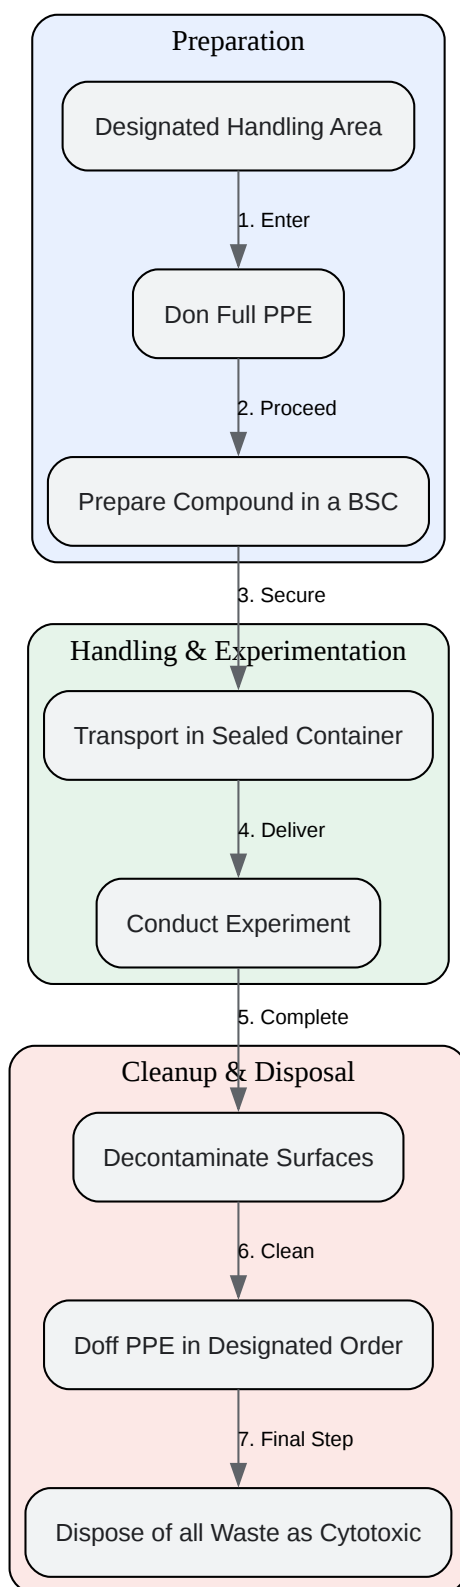 Preparation
Designated Handling Area
1. Enter
Don Full PPE
2. Proceed
Prepare Compound in a BSC
3. Secure
Handling & Experimentation
Transport in Sealed Container
4. Deliver
Conduct Experiment
5. Complete
Cleanup & Disposal
Decontaminate Surfaces
6. Clean
Doff PPE in Designated Order
7. Final Step
Dispose of all Waste as Cytotoxic